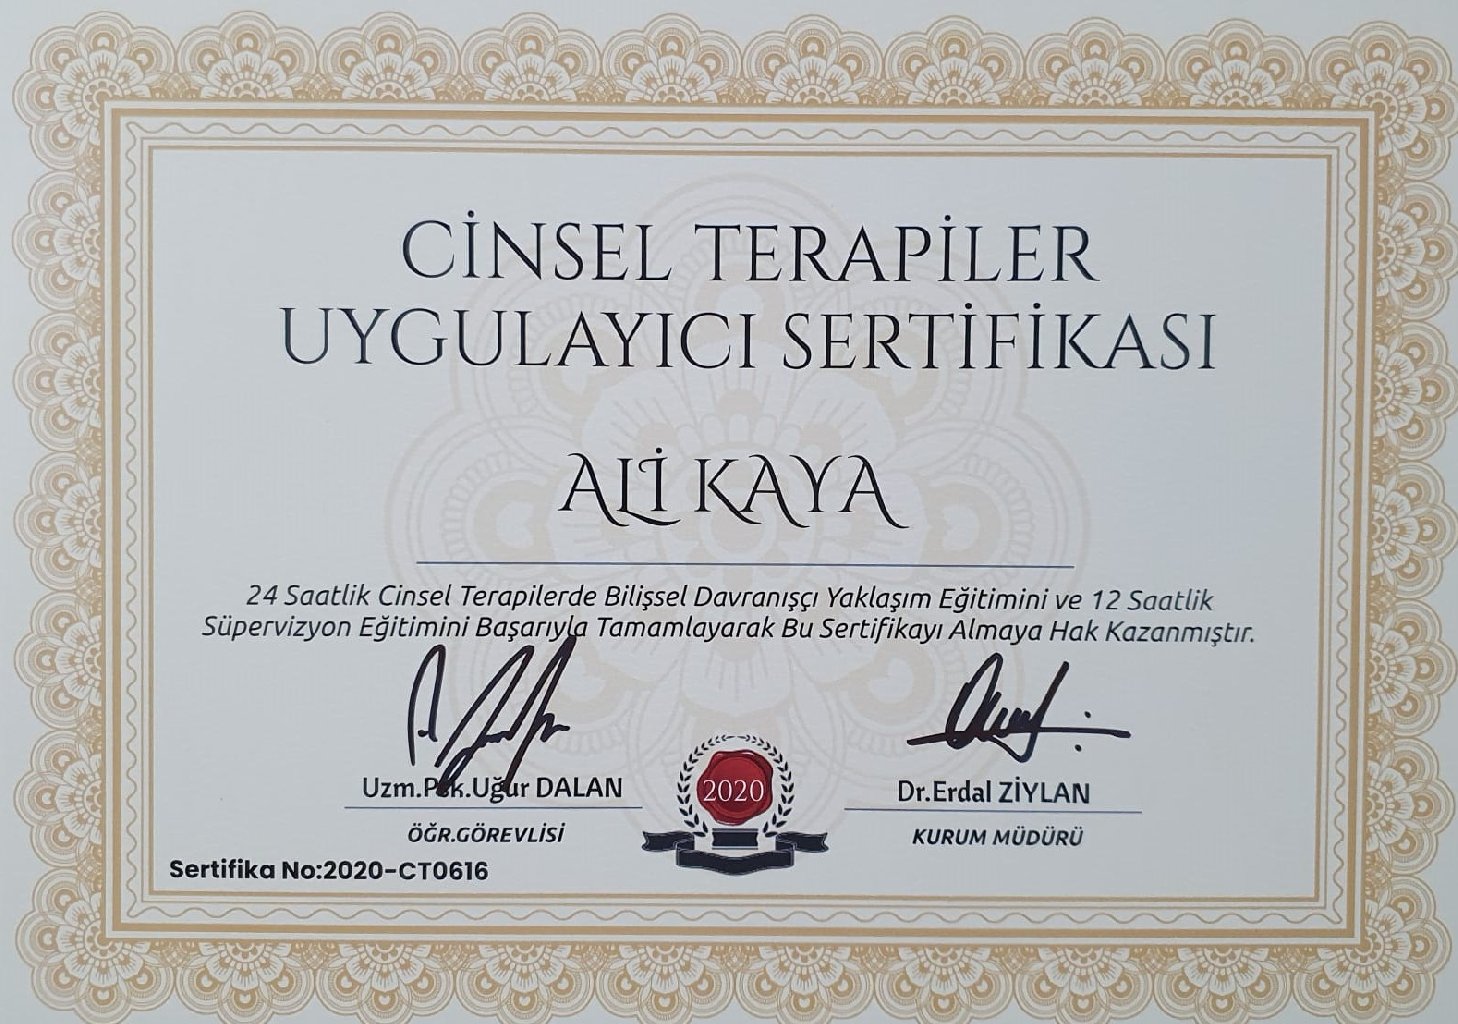 CİNSEL TERAPİLER
UYGULAYICI SERTİFİKASI
ALİ KAYA
24 Saatlik Cinsel Terapilerde Bilişsel Davranışçı Yaklaşım Eğitimini ve 12 Saatlik
Süpervizyon Eğitimini Başarıyla Tamamlayarak Bu Sertifikayı Almaya Hak Kazanmıştır.
Uzm.Psk.Uğur DALAN
ÖĞR.GÖREVLİSİ
2020
Dr.Erdal ZİYLAN
KURUM MÜDÜRÜ
Sertifika No:2020-CT0616